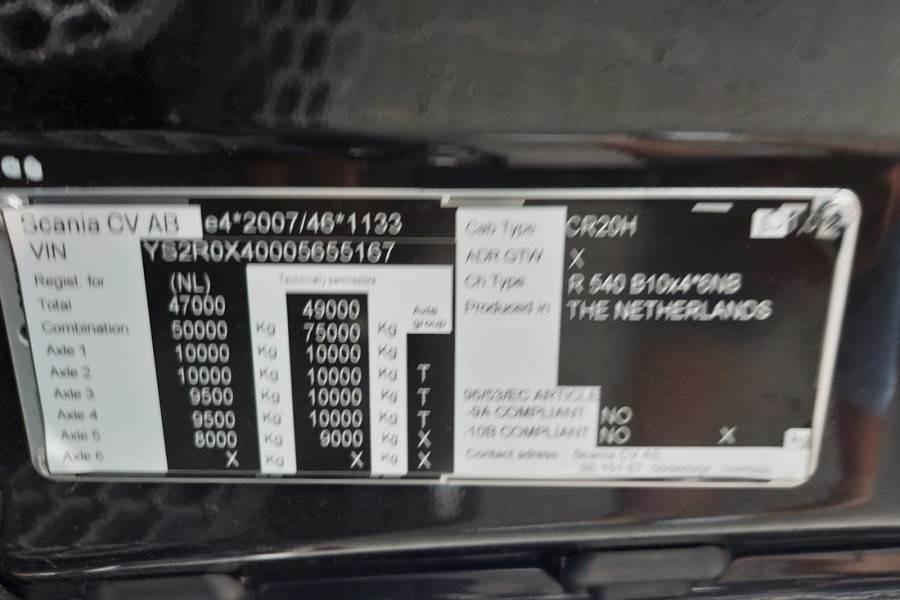 Scania CV AB e4*2007/46*1133
VIN YS2R0X40005655167
Regist. for (NL) Technically permissible
Total 47000 49000 Axle group
Combination 50000 Kg 75000 Kg
Axle 1 10000 Kg 10000 Kg
Axle 2 10000 Kg 10000 Kg T
Axle 3 9500 Kg 10000 Kg T
Axle 4 9500 Kg 10000 Kg T
Axle 5 8000 Kg 9000 Kg X
Axle 6 X Kg X Kg X
Cab Type CR20H
ADR GTW X
Ch Type R 540 B10x4*6NB
Produced in THE NETHERLANDS
96/53/EC ARTICLE
-9A COMPLIANT NO
-10B COMPLIANT NO X kg
Contact adress Scania CV AB